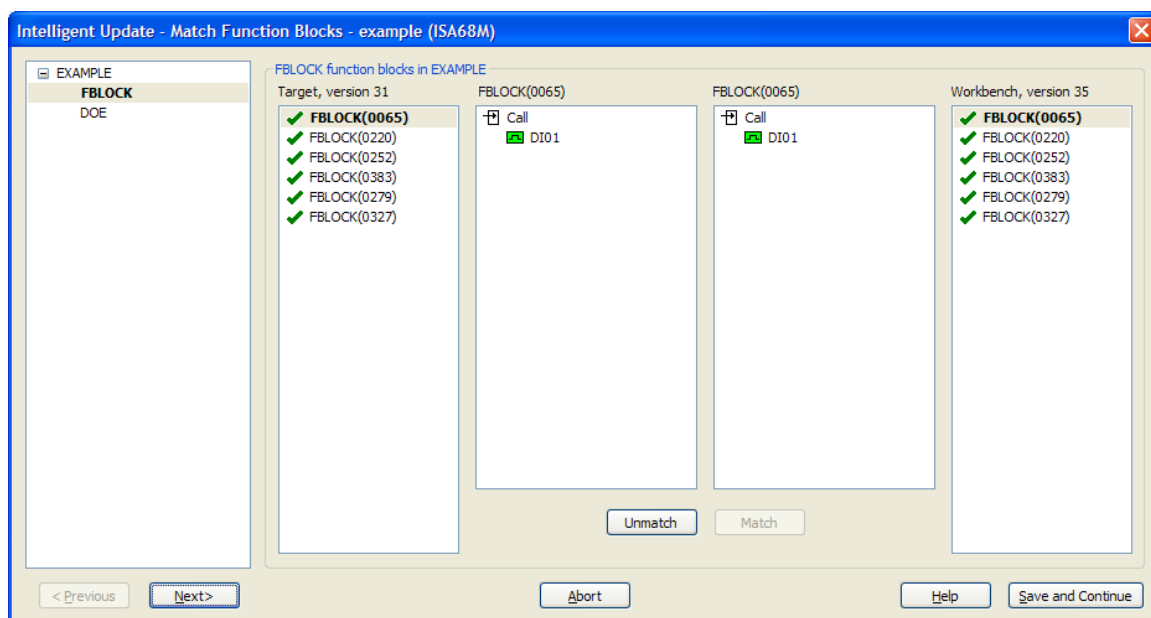 Intelligent Update - Match Function Blocks - example (ISA68M)
EXAMPLE
FBLOCK
DOE
FBLOCK function blocks in EXAMPLE
Target, version 31
FBLOCK(0065)
FBLOCK(0220)
FBLOCK(0252)
FBLOCK(0383)
FBLOCK(0279)
FBLOCK(0327)
FBLOCK(0065)
Call
DI01
FBLOCK(0065)
Call
DI01
Workbench, version 35
FBLOCK(0065)
FBLOCK(0220)
FBLOCK(0252)
FBLOCK(0383)
FBLOCK(0279)
FBLOCK(0327)
Unmatch
Match
< Previous
Next>
Abort
Help
Save and Continue